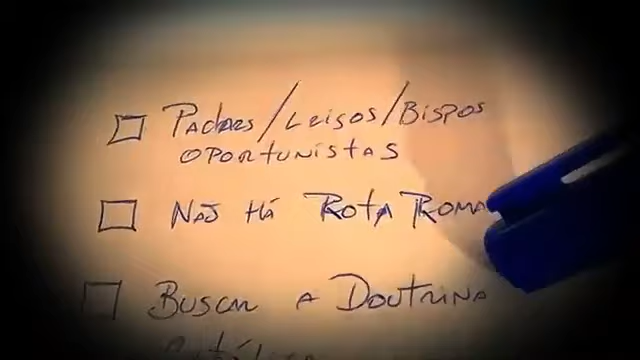 Padres/Leigos/Bispos
oportunistas
Não há Rota Roma
Buscar a Doutrina